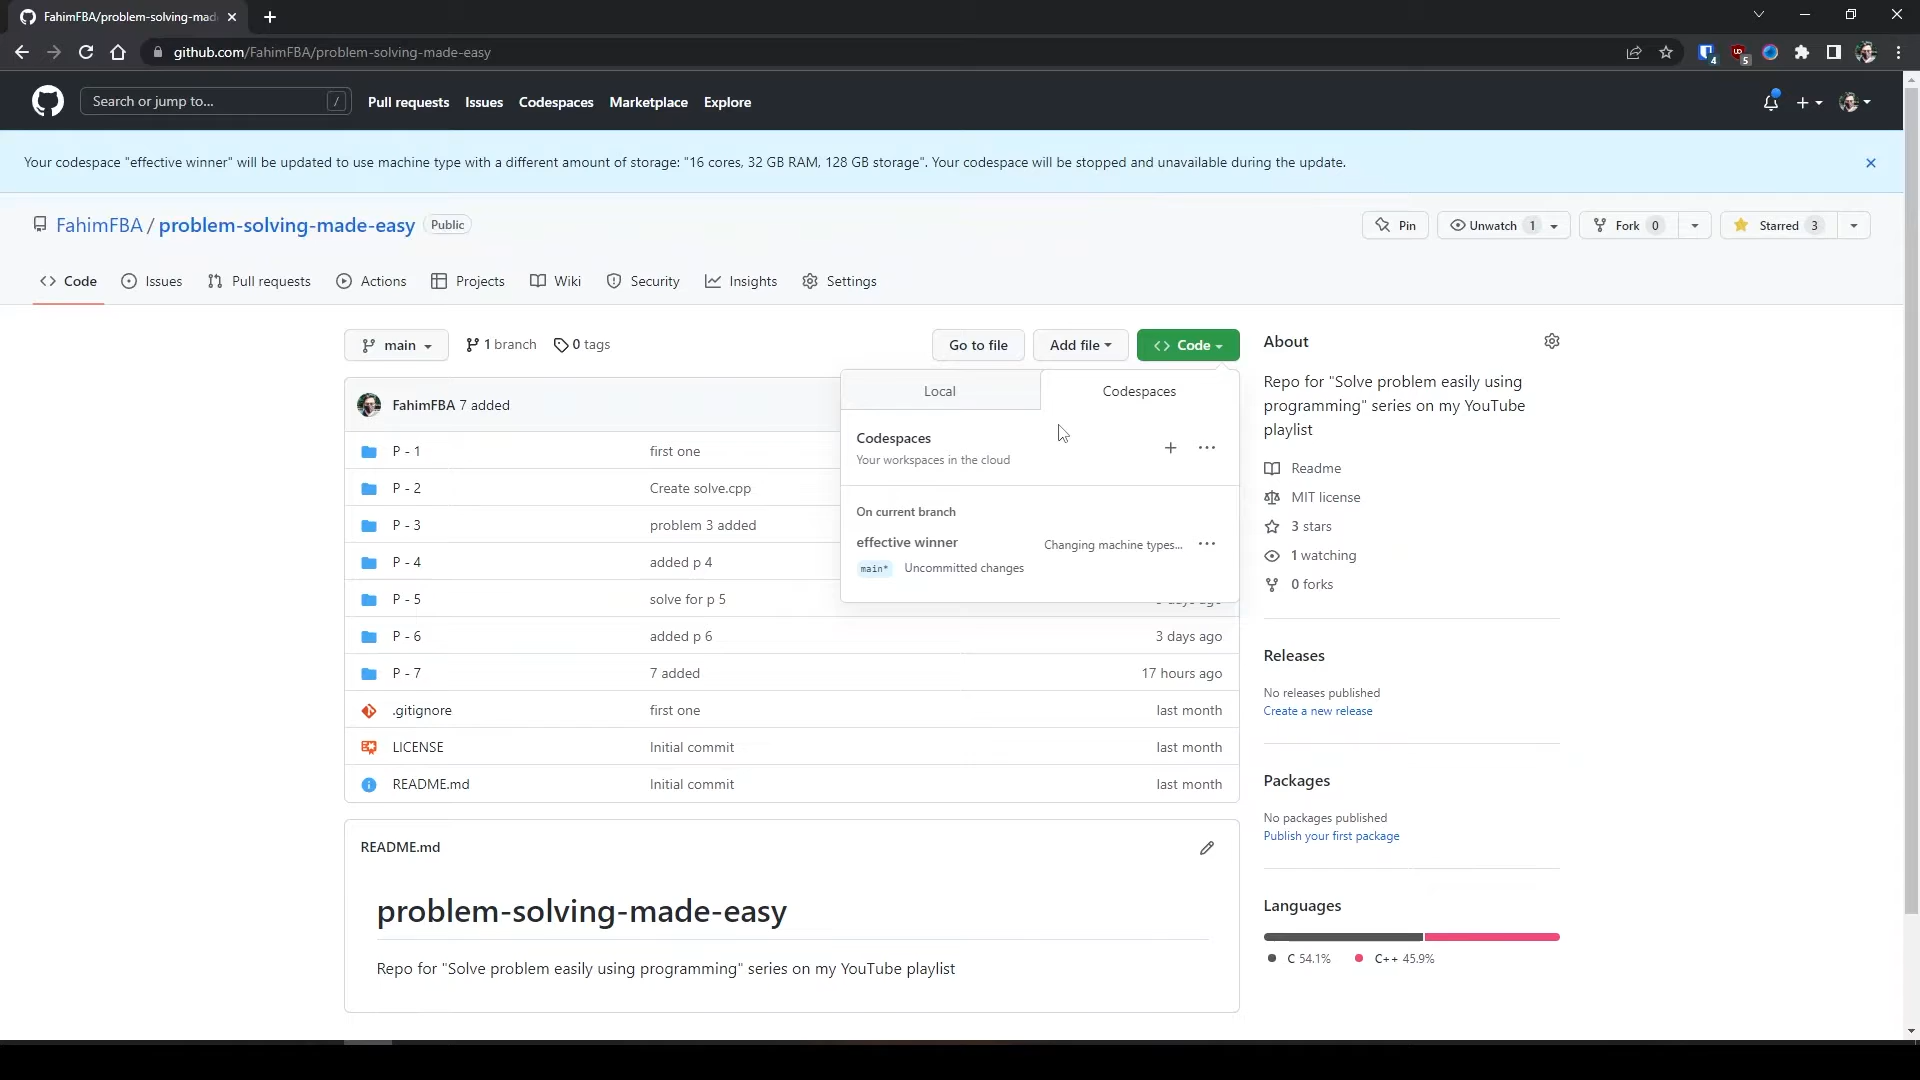 FahimFBA/problem-solving-mad
github.com/FahimFBA/problem-solving-made-easy
4
5
Search or jump to... /
Pull requests Issues Codespaces Marketplace Explore
Your codespace "effective winner" will be updated to use machine type with a different amount of storage: "16 cores, 32 GB RAM, 128 GB storage". Your codespace will be stopped and unavailable during the update.
FahimFBA / problem-solving-made-easy Public
Pin Unwatch 1 Fork 0 Starred 3
Code Issues Pull requests Actions Projects Wiki Security Insights Settings
main 1 branch 0 tags Go to file Add file Code
Local Codespaces
Codespaces
Your workspaces in the cloud
On current branch
effective winner Changing machine types...
main* Uncommitted changes
FahimFBA 7 added
P - 1 first one
P - 2 Create solve.cpp
P - 3 problem 3 added
P - 4 added p 4
P - 5 solve for p 5 days ago
P - 6 added p 6 3 days ago
P - 7 7 added 17 hours ago
.gitignore first one last month
LICENSE Initial commit last month
README.md Initial commit last month
README.md
problem-solving-made-easy
Repo for "Solve problem easily using programming" series on my YouTube playlist
About
Repo for "Solve problem easily using
programming" series on my YouTube
playlist
Readme
MIT license
3 stars
1 watching
0 forks
Releases
No releases published
Create a new release
Packages
No packages published
Publish your first package
Languages
C 54.1% C++ 45.9%